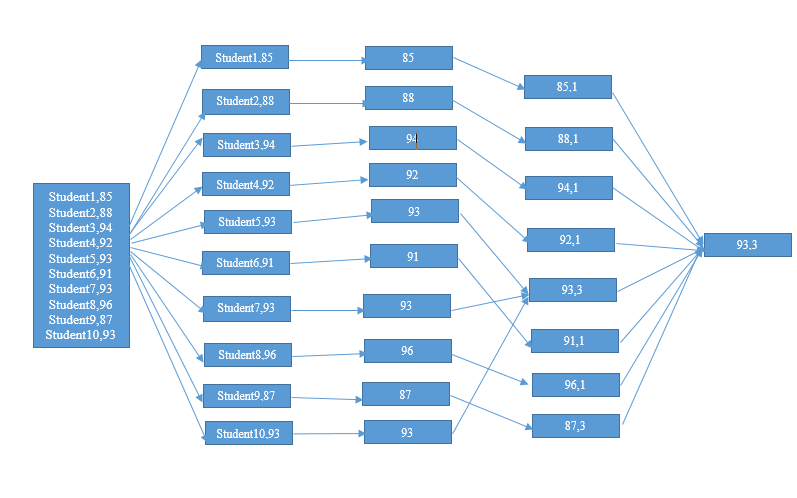 Student1,85
Student2,88
Student3,94
Student4,92
Student5,93
Student6,91
Student7,93
Student8,96
Student9,87
Student10,93
Student1,85
Student2,88
Student3,94
Student4,92
Student5,93
Student6,91
Student7,93
Student8,96
Student9,87
Student10,93
85
88
94
92
93
91
93
96
87
93
85,1
88,1
94,1
92,1
93,3
91,1
96,1
87,3
93,3